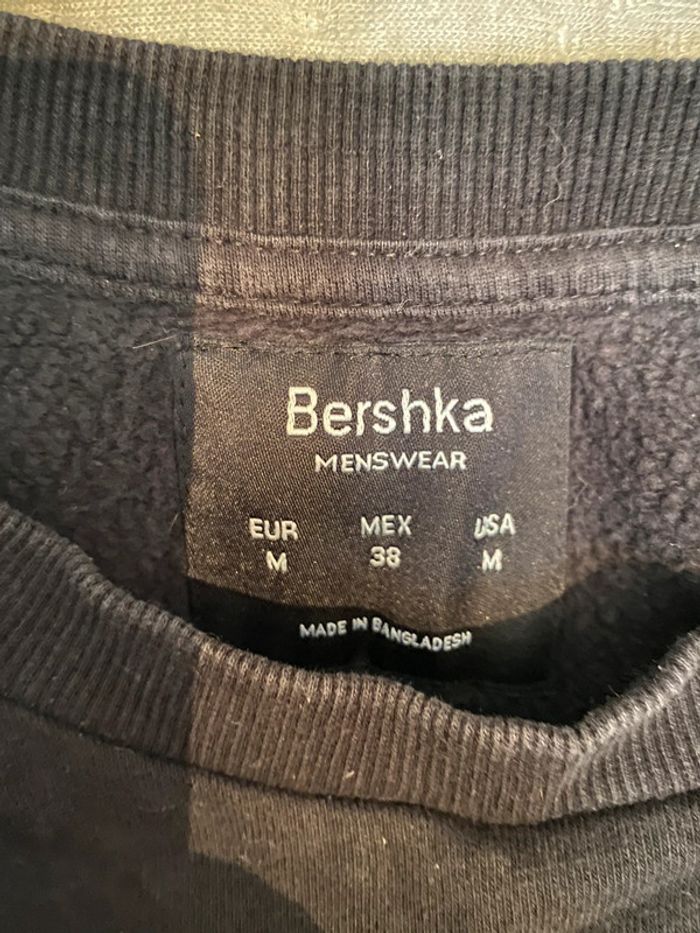 Bershka
MENSWEAR
EUR MEX USA
M 38 M
MADE IN BANGLADESH